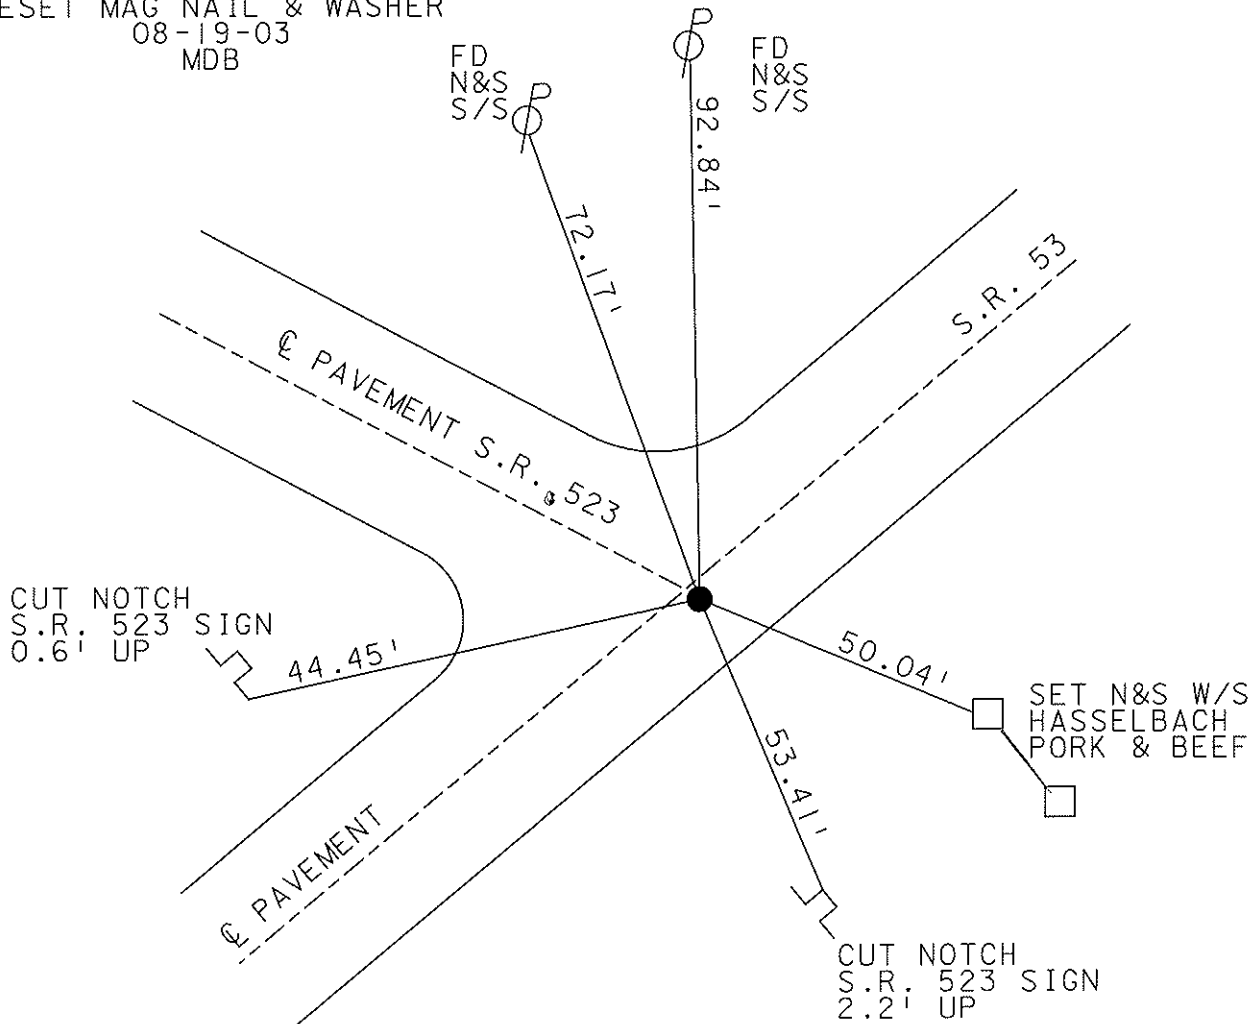 ESET MAG NAIL & WASHER
08-19-03
MDB
FD
N&S
S/S
FD
N&S
S/S
92.84'
72.17'
S.R. 53
℄ PAVEMENT S.R. 523
CUT NOTCH
S.R. 523 SIGN
0.6' UP
44.45'
50.04'
SET N&S W/S
HASSELBACH
PORK & BEEF
53.41'
℄ PAVEMENT
CUT NOTCH
S.R. 523 SIGN
2.2' UP